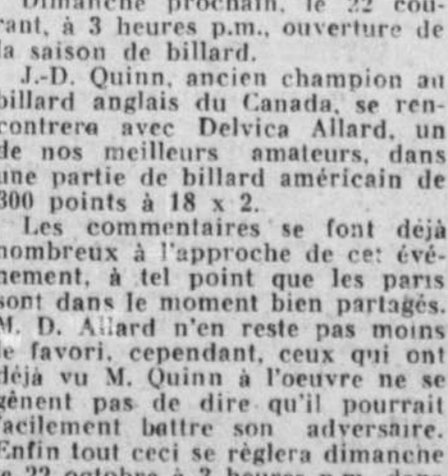 Dimanche prochain, le 22 cou-
rant, à 3 heures p.m., ouverture de
la saison de billard.
J.-D. Quinn, ancien champion au
billard anglais du Canada, se ren-
contrera avec Delvica Allard, un
de nos meilleurs amateurs, dans
une partie de billard américain de
300 points à 18 x 2.
Les commentaires se font déjà
nombreux à l'approche de cet évé-
nement, à tel point que les paris
sont dans le moment bien partagés.
M. D. Allard n'en reste pas moins
le favori, cependant, ceux qui ont
déjà vu M. Quinn à l'oeuvre ne se
gênent pas de dire qu'il pourrait
facilement battre son adversaire.
Enfin tout ceci se règlera dimanche
le 22 octobre à 3 heures p.m.